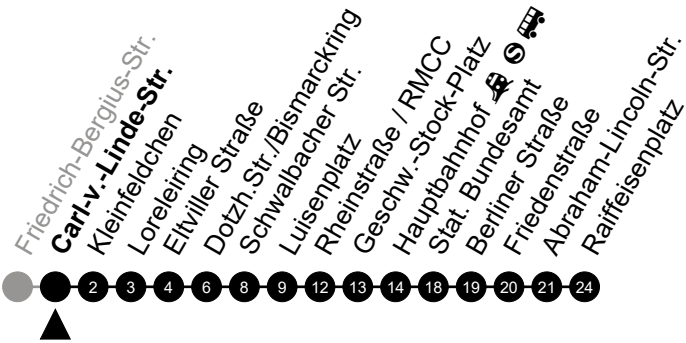 Friedrich-Bergius-Str.
Carl-v.-Linde-Str.
Kleinfeldchen
Loreleiring
Eltviller Straße
Dotzh.Str./Bismarckring
Schwalbacher Str.
Luisenplatz
Rheinstraße / RMCC
Geschw.-Stock-Platz
Hauptbahnhof S
Stat. Bundesamt
Berliner Straße
Friedenstraße
Abraham-Lincoln-Str.
Raiffeisenplatz
2 3 4 6 8 9 12 13 14 18 19 20 21 24